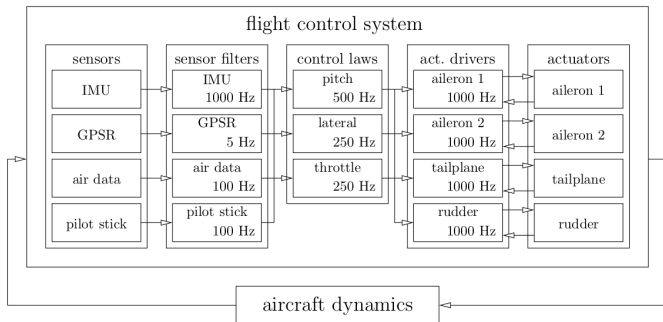 flight control system
sensors
IMU
GPSR
air data
pilot stick
sensor filters
IMU
1000 Hz
GPSR
5 Hz
air data
100 Hz
pilot stick
100 Hz
control laws
pitch
500 Hz
lateral
250 Hz
throttle
250 Hz
act. drivers
aileron 1
1000 Hz
aileron 2
1000 Hz
tailplane
1000 Hz
rudder
1000 Hz
actuators
aileron 1
aileron 2
tailplane
rudder
aircraft dynamics